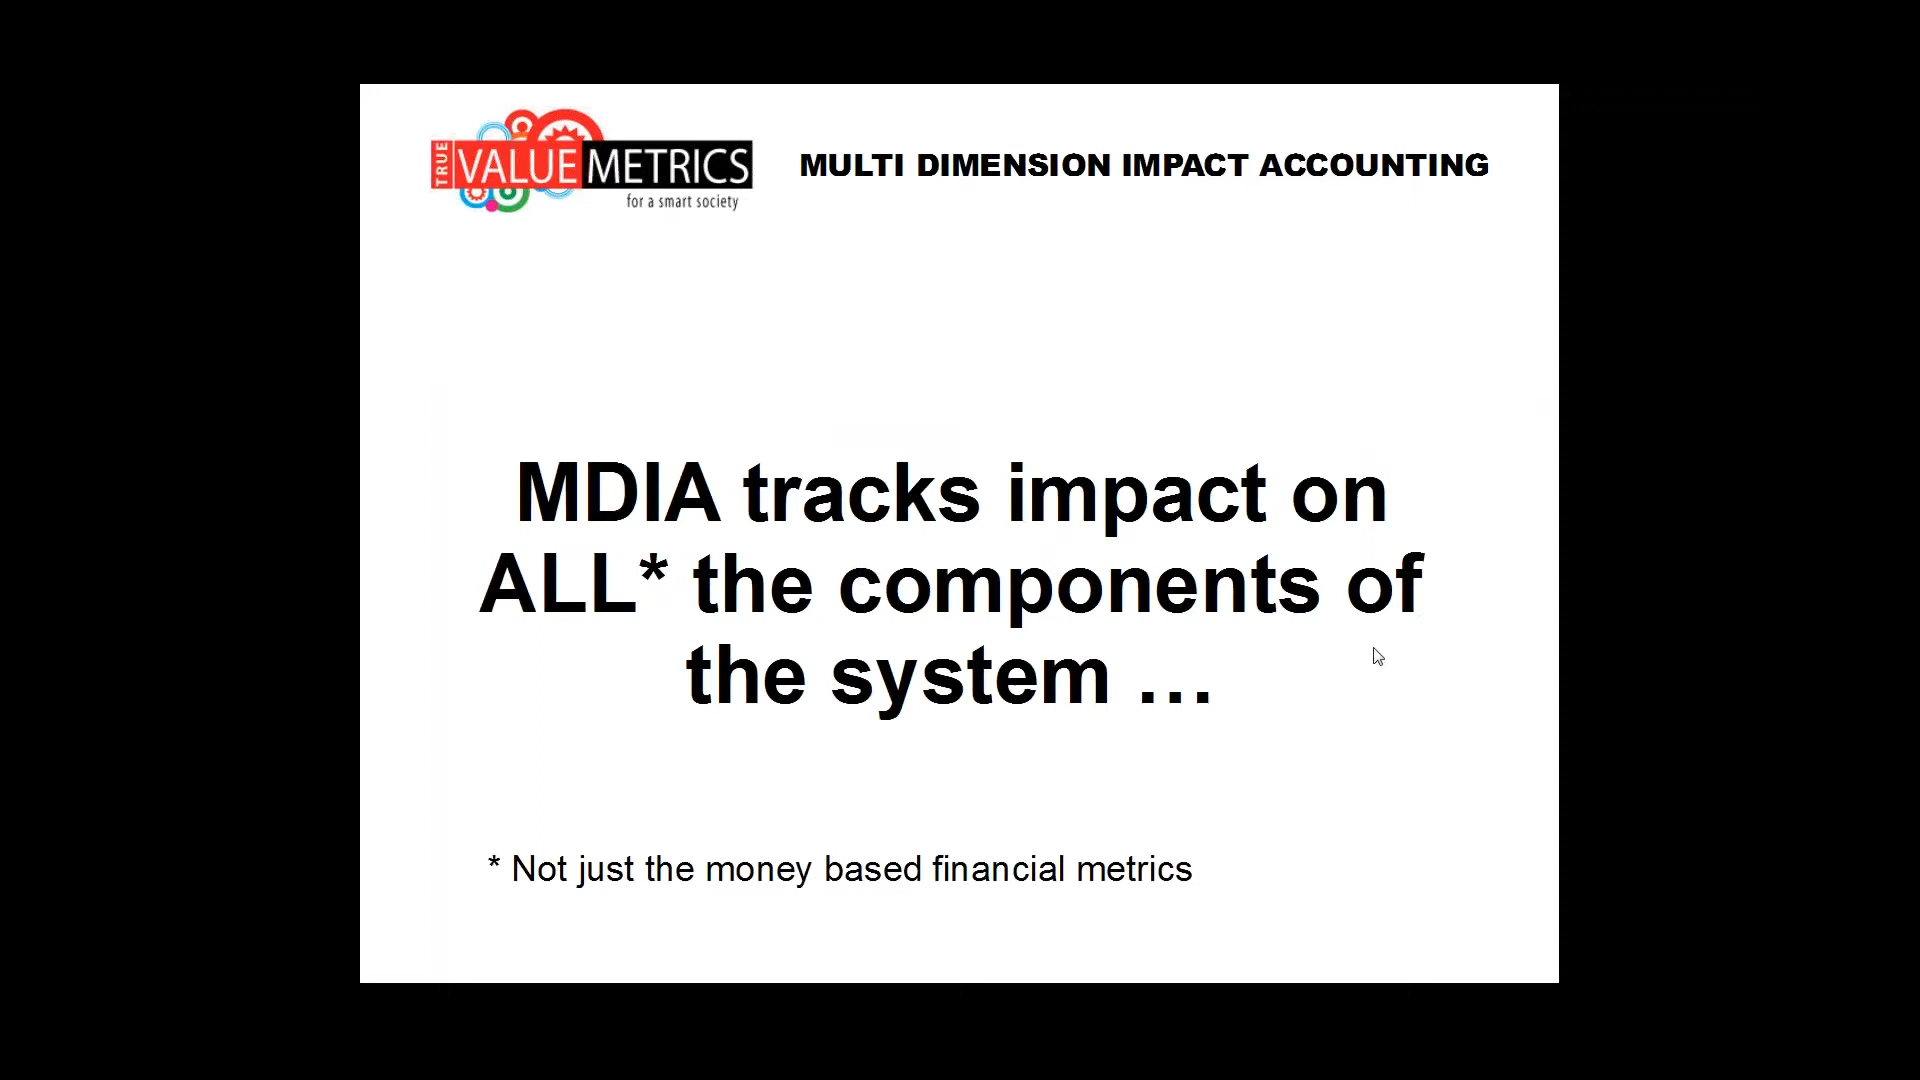 TRUE VALUE METRICS
for a smart society
MULTI DIMENSION IMPACT ACCOUNTING
MDIA tracks impact on
ALL* the components of
the system …
* Not just the money based financial metrics